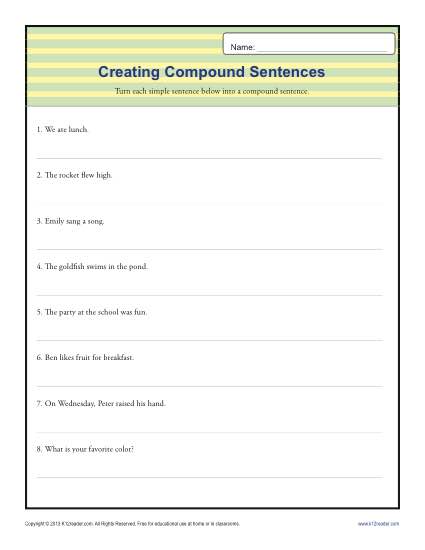 Name: ___________________________
Creating Compound Sentences
Turn each simple sentence below into a compound sentence.
1. We ate lunch.
2. The rocket flew high.
3. Emily sang a song.
4. The goldfish swims in the pond.
5. The party at the school was fun.
6. Ben likes fruit for breakfast.
7. On Wednesday, Peter raised his hand.
8. What is your favorite color?
Copyright © 2013 K12reader.com. All Rights Reserved. Free for educational use at home or in classrooms. www.k12reader.com